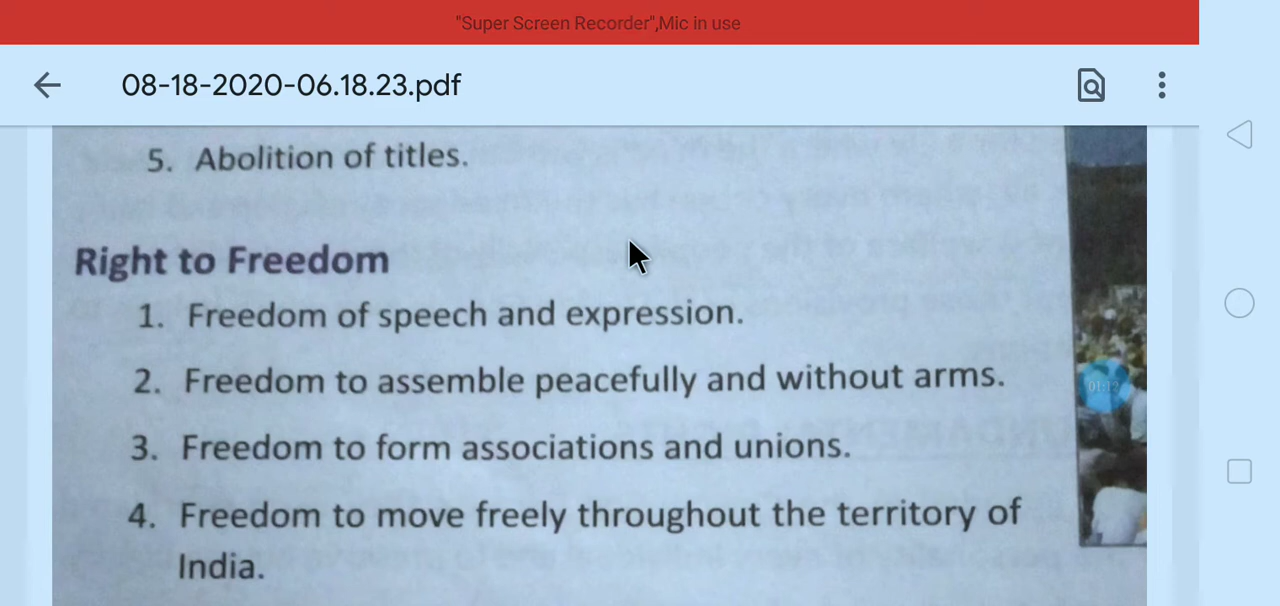 "Super Screen Recorder",Mic in use
08-18-2020-06.18.23.pdf
5. Abolition of titles.
Right to Freedom
1. Freedom of speech and expression.
2. Freedom to assemble peacefully and without arms.
01:12
3. Freedom to form associations and unions.
4. Freedom to move freely throughout the territory of
India.